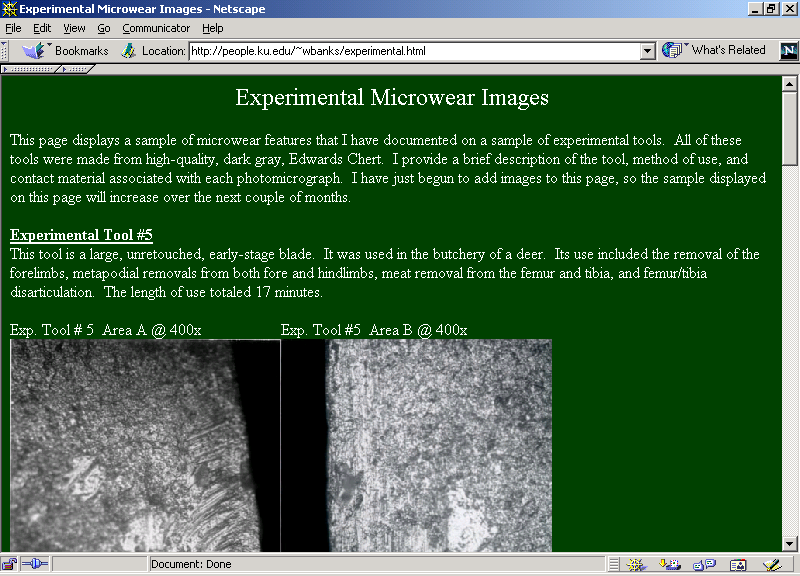 Experimental Microwear Images - Netscape
File Edit View Go Communicator Help
Bookmarks Location: http://people.ku.edu/~wbanks/experimental.html What's Related N
Experimental Microwear Images
This page displays a sample of microwear features that I have documented on a sample of experimental tools. All of these
tools were made from high-quality, dark gray, Edwards Chert. I provide a brief description of the tool, method of use, and
contact material associated with each photomicrograph. I have just begun to add images to this page, so the sample displayed
on this page will increase over the next couple of months.
Experimental Tool #5
This tool is a large, unretouched, early-stage blade. It was used in the butchery of a deer. Its use included the removal of the
forelimbs, metapodial removals from both fore and hindlimbs, meat removal from the femur and tibia, and femur/tibia
disarticulation. The length of use totaled 17 minutes.
Exp. Tool # 5 Area A @ 400x Exp. Tool #5 Area B @ 400x
Document: Done